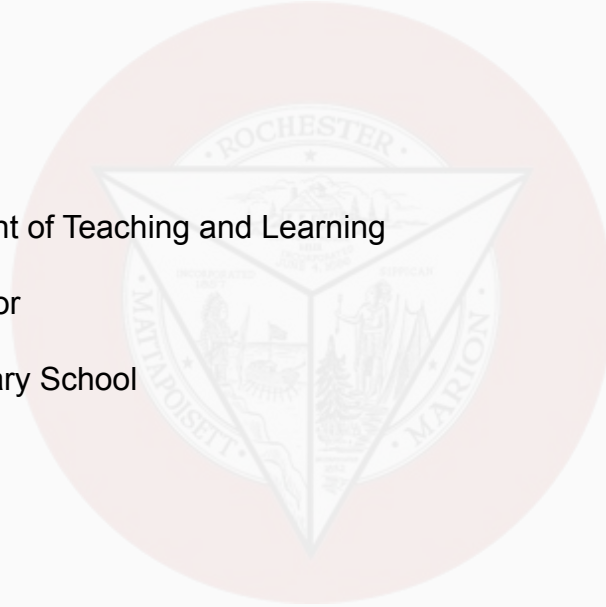 nt of Teaching and Learning
or
ary School
ROCHESTER
MATTAPOISETT
MARION